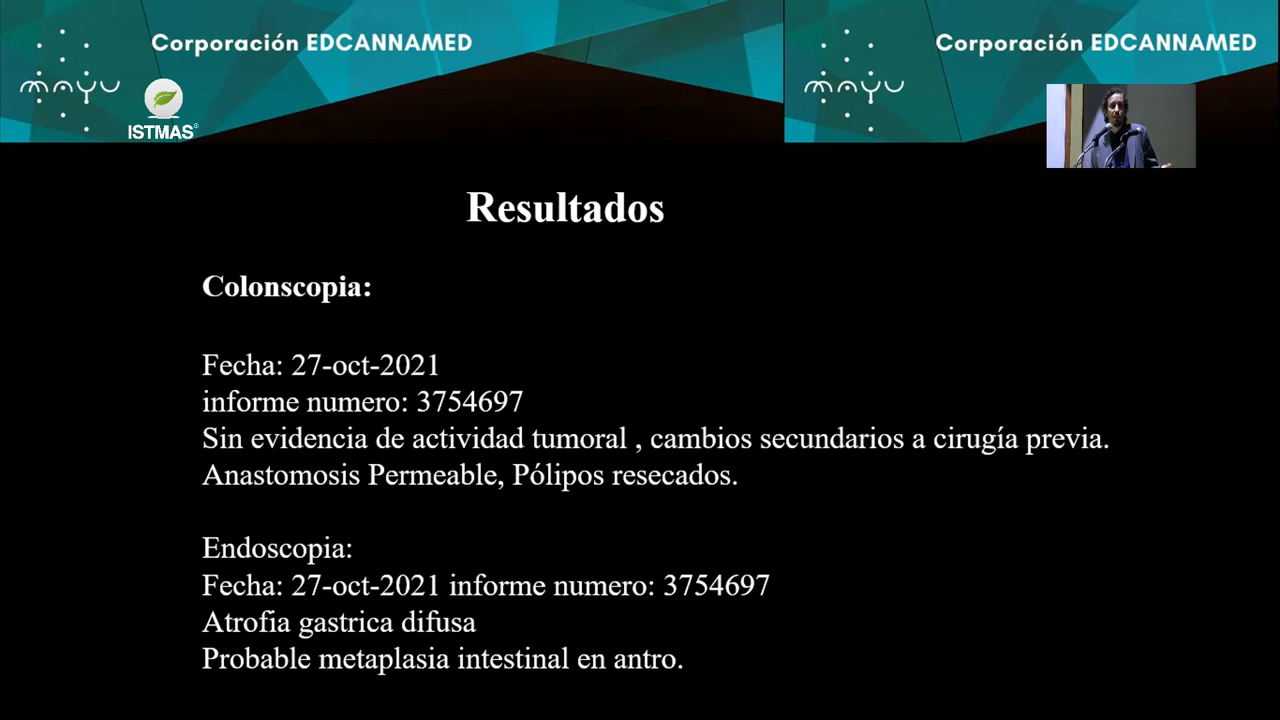 Corporación EDCANNAMED
Corporación EDCANNAMED
mayu
mayu
ISTMAS®
Resultados
Colonscopia:
Fecha: 27-oct-2021
informe numero: 3754697
Sin evidencia de actividad tumoral , cambios secundarios a cirugía previa.
Anastomosis Permeable, Pólipos resecados.
Endoscopia:
Fecha: 27-oct-2021 informe numero: 3754697
Atrofia gastrica difusa
Probable metaplasia intestinal en antro.